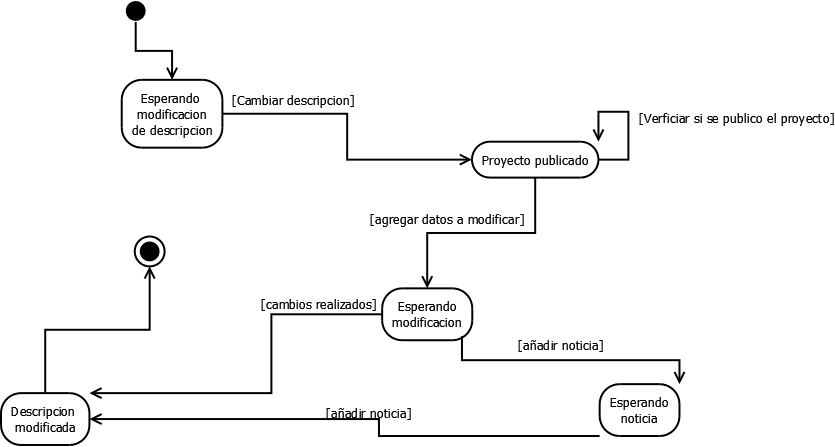 Esperando
modificacion
de descripcion
[Cambiar descripcion]
[Verficiar si se publico el proyecto]
Proyecto publicado
[agregar datos a modificar]
[cambios realizados]
Esperando
modificacion
[añadir noticia]
Esperando
noticia
Descripcion
modificada
[añadir noticia]